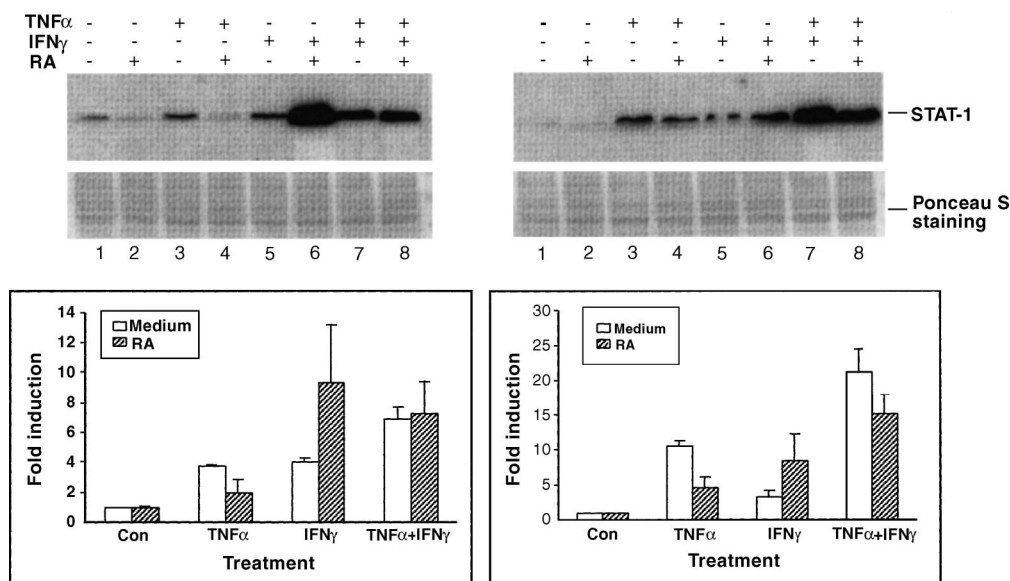 TNFα - - + + - - + +
IFNγ - - - - + + + +
RA - + - + - + - +
1 2 3 4 5 6 7 8
- - + + - - + +
- - - - + + + +
- + - + - + - +
STAT-1
Ponceau S
staining
1 2 3 4 5 6 7 8
14
12
10
8
6
4
2
0
Fold induction
Medium
RA
Con TNFα IFNγ TNFα+IFNγ
Treatment
30
25
20
15
10
5
0
Fold induction
Medium
RA
Con TNFα IFNγ TNFα+IFNγ
Treatment